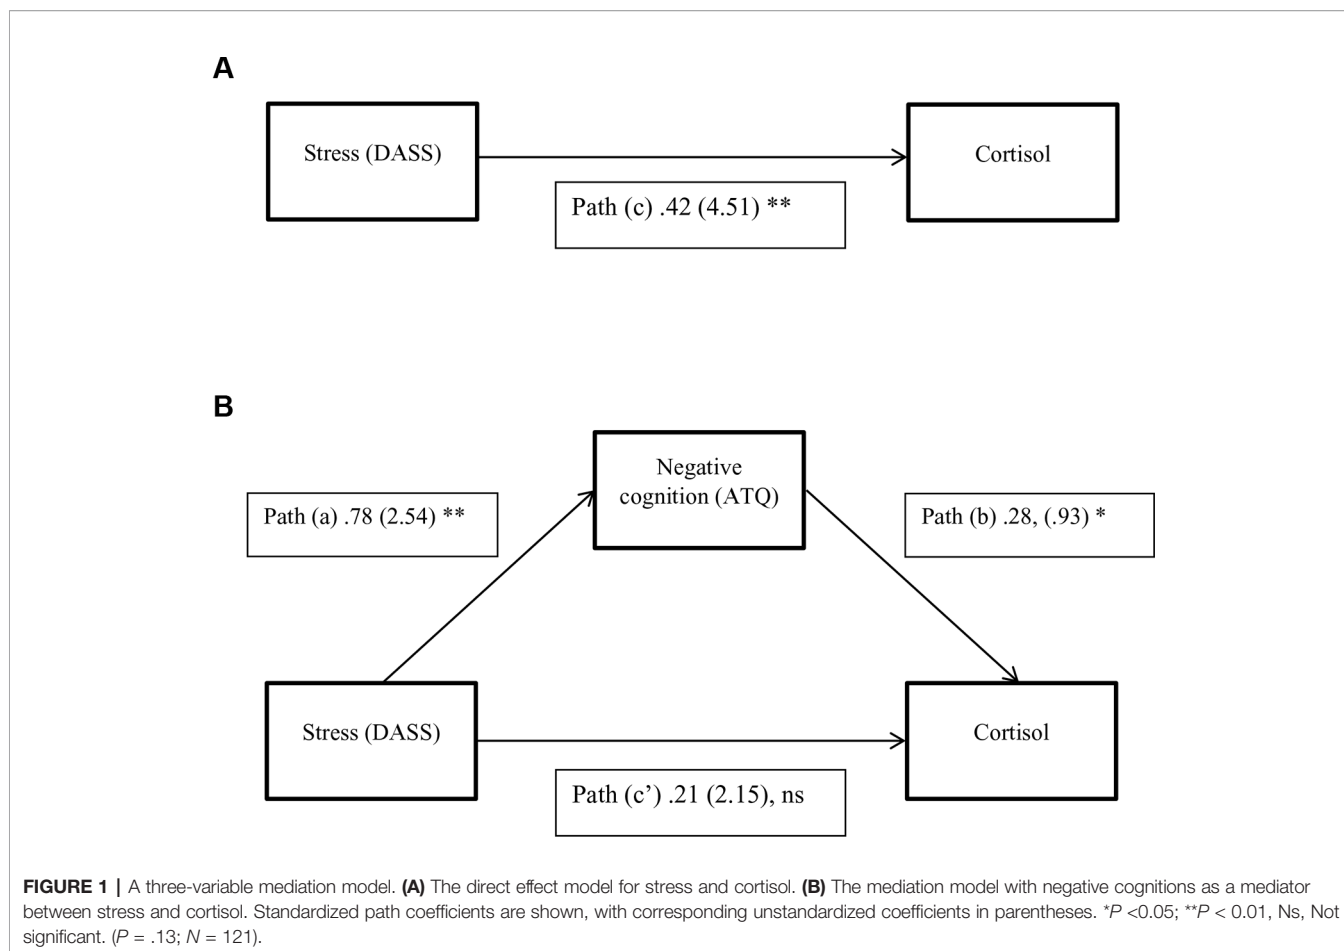 A
Stress (DASS)
Cortisol
Path (c) .42 (4.51) **
B
Negative
cognition (ATQ)
Path (a) .78 (2.54) **
Path (b) .28, (.93) *
Stress (DASS)
Cortisol
Path (c’) .21 (2.15), ns
FIGURE 1 | A three-variable mediation model. (A) The direct effect model for stress and cortisol. (B) The mediation model with negative cognitions as a mediator
between stress and cortisol. Standardized path coefficients are shown, with corresponding unstandardized coefficients in parentheses. *P <0.05; **P < 0.01, Ns, Not
significant. (P = .13; N = 121).